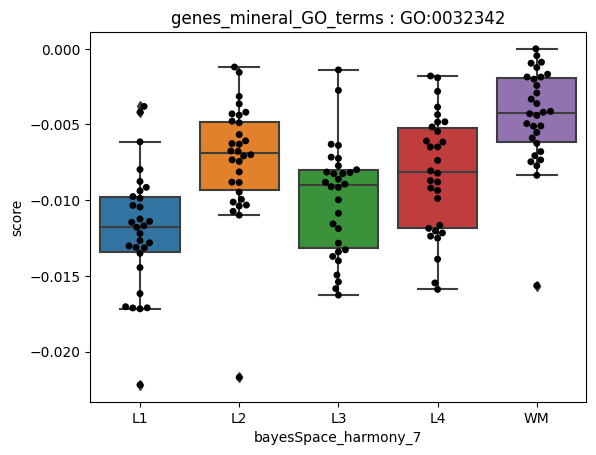 genes_mineral_GO_terms : GO:0032342
0.000
−0.005
−0.010
−0.015
−0.020
score
L1 L2 L3 L4 WM
bayesSpace_harmony_7